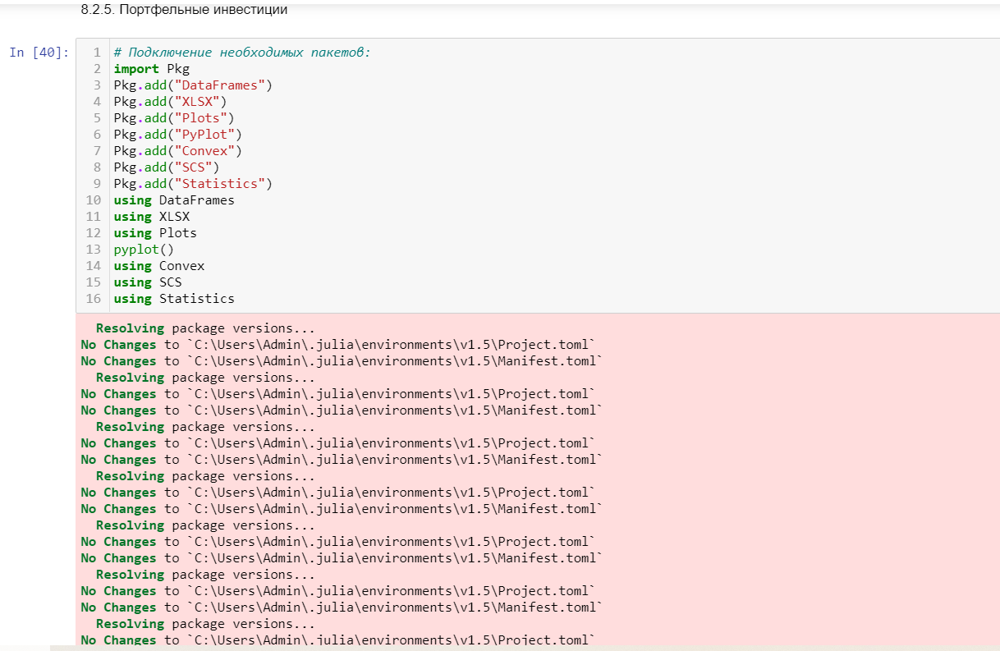 8.2.5. Портфельные инвестиции
In [40]:
1 # Подключение необходимых пакетов:
2 import Pkg
3 Pkg.add("DataFrames")
4 Pkg.add("XLSX")
5 Pkg.add("Plots")
6 Pkg.add("PyPlot")
7 Pkg.add("Convex")
8 Pkg.add("SCS")
9 Pkg.add("Statistics")
10 using DataFrames
11 using XLSX
12 using Plots
13 pyplot()
14 using Convex
15 using SCS
16 using Statistics
Resolving package versions...
No Changes to `C:\Users\Admin\.julia\environments\v1.5\Project.toml`
No Changes to `C:\Users\Admin\.julia\environments\v1.5\Manifest.toml`
Resolving package versions...
No Changes to `C:\Users\Admin\.julia\environments\v1.5\Project.toml`
No Changes to `C:\Users\Admin\.julia\environments\v1.5\Manifest.toml`
Resolving package versions...
No Changes to `C:\Users\Admin\.julia\environments\v1.5\Project.toml`
No Changes to `C:\Users\Admin\.julia\environments\v1.5\Manifest.toml`
Resolving package versions...
No Changes to `C:\Users\Admin\.julia\environments\v1.5\Project.toml`
No Changes to `C:\Users\Admin\.julia\environments\v1.5\Manifest.toml`
Resolving package versions...
No Changes to `C:\Users\Admin\.julia\environments\v1.5\Project.toml`
No Changes to `C:\Users\Admin\.julia\environments\v1.5\Manifest.toml`
Resolving package versions...
No Changes to `C:\Users\Admin\.julia\environments\v1.5\Project.toml`
No Changes to `C:\Users\Admin\.julia\environments\v1.5\Manifest.toml`
Resolving package versions...
No Changes to `C:\Users\Admin\.julia\environments\v1.5\Project.toml`